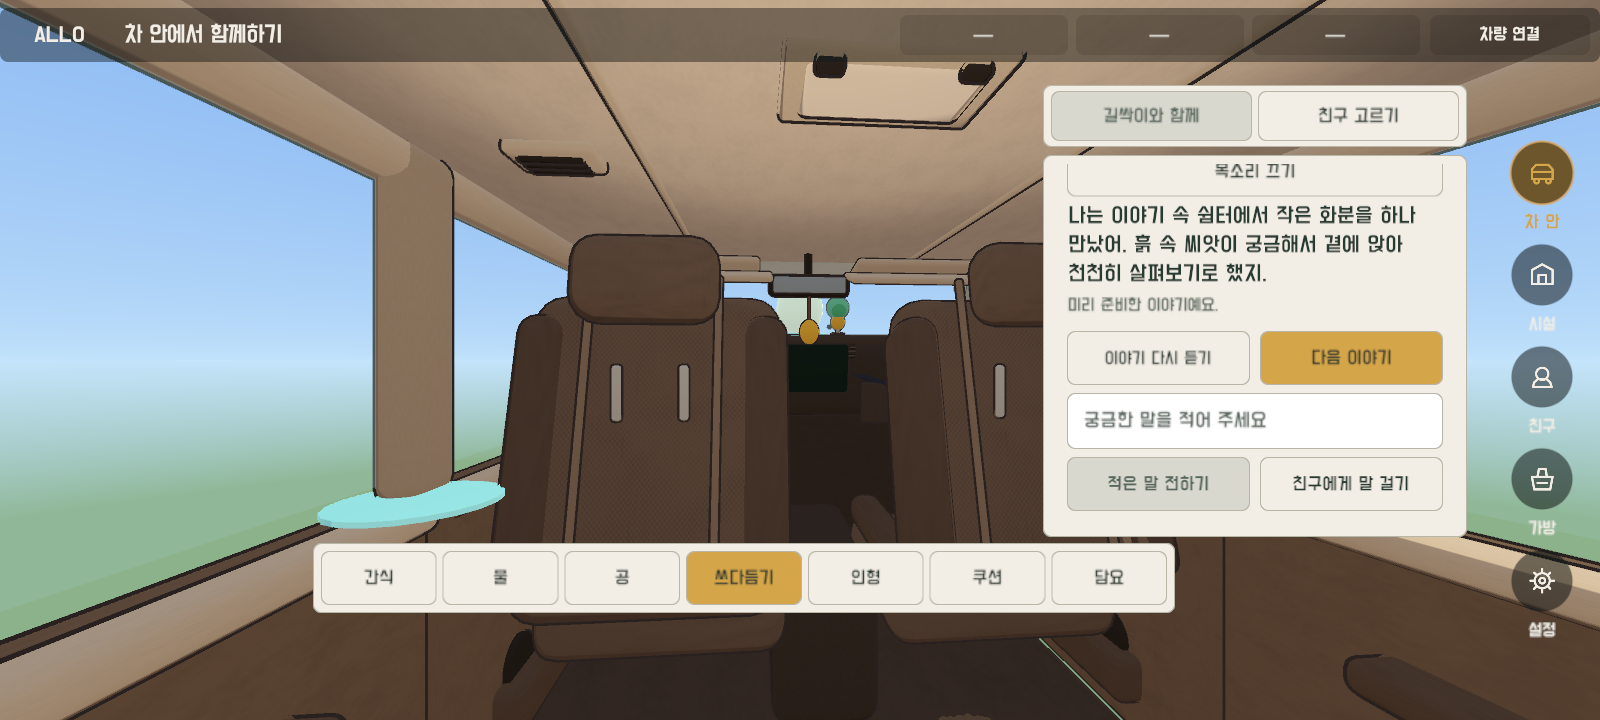 ALLO 차 안에서 함께하기
— — — 차량 연결
길싹이와 함께 친구 고르기
목소리 끄기
나는 이야기 속 쉼터에서 작은 화분을 하나
만났어. 흙 속 씨앗이 궁금해서 곁에 앉아
천천히 살펴보기로 했지.
미리 준비한 이야기예요.
이야기 다시 듣기 다음 이야기
궁금한 말을 적어 주세요
적은 말 전하기 친구에게 말 걸기
차 안
시설
친구
가방
설정
간식 물 공 쓰다듬기 인형 쿠션 담요